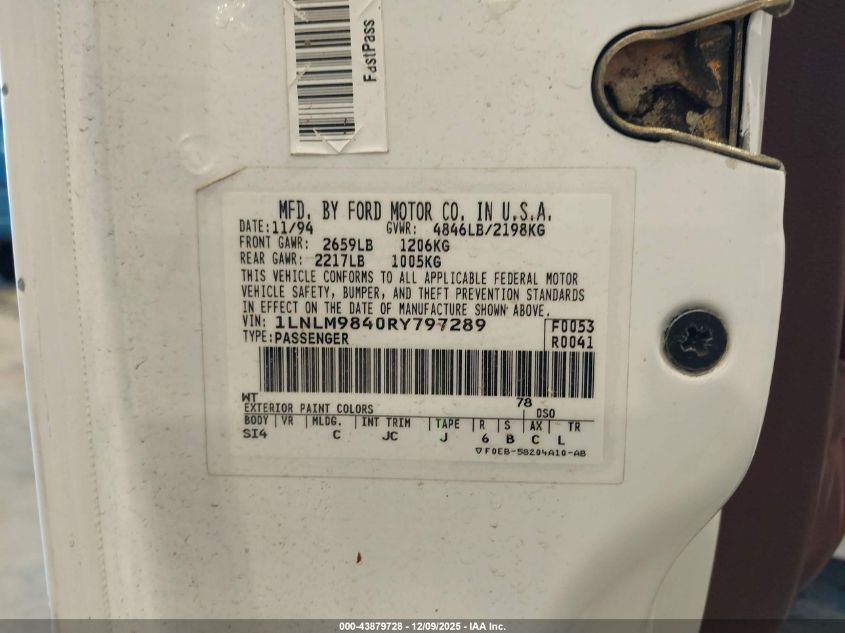 FastPass
MFD. BY FORD MOTOR CO. IN U.S.A.
DATE: 11/94 GVWR: 4846LB/2198KG
FRONT GAWR: 2659LB 1206KG
REAR GAWR: 2217LB 1005KG
THIS VEHICLE CONFORMS TO ALL APPLICABLE FEDERAL MOTOR
VEHICLE SAFETY, BUMPER, AND THEFT PREVENTION STANDARDS
IN EFFECT ON THE DATE OF MANUFACTURE SHOWN ABOVE.
VIN: 1LNLM9840RY797289 F0053
TYPE: PASSENGER R0041
WT 78
EXTERIOR PAINT COLORS DSO
BODY VR MLDG. INT TRIM TAPE R S AX TR
SI4 C JC J 6 B C L
▽F0EB-58204A10-AB
000-43879728 - 12/09/2025 - IAA Inc.